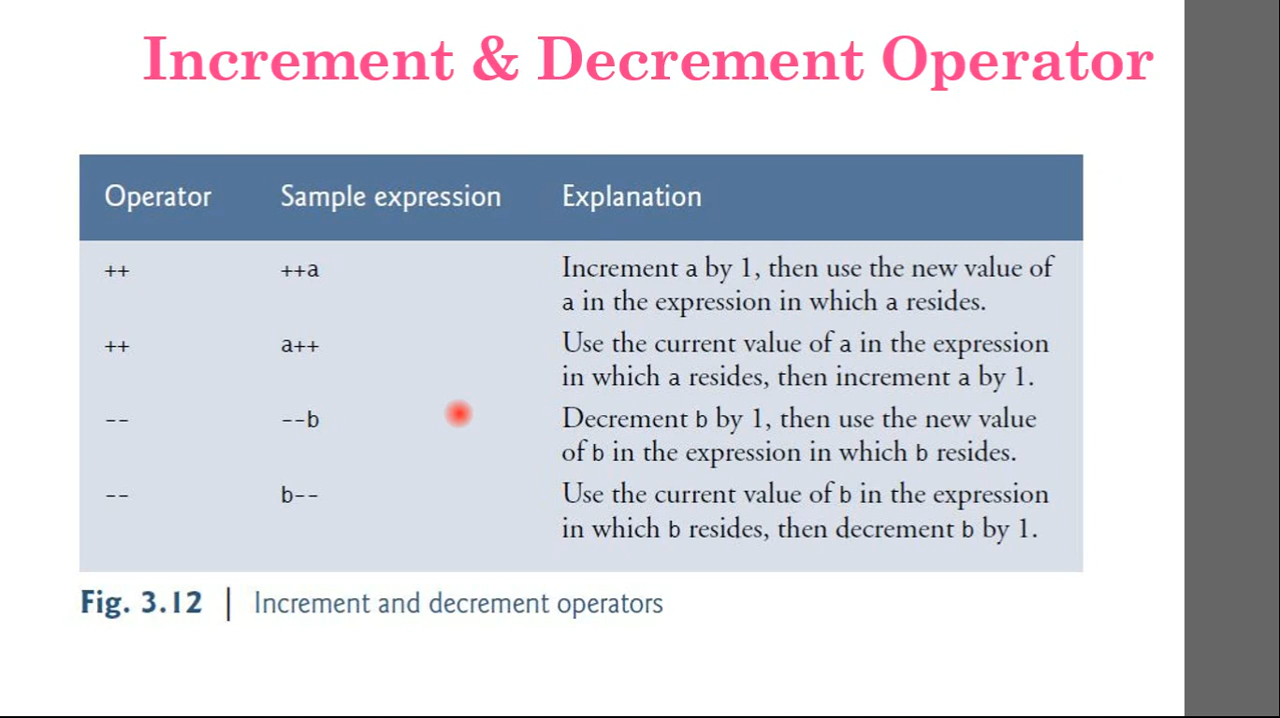 Increment & Decrement Operator
Operator Sample expression Explanation
++ ++a Increment a by 1, then use the new value of
a in the expression in which a resides.
++ a++ Use the current value of a in the expression
in which a resides, then increment a by 1.
-- --b Decrement b by 1, then use the new value
of b in the expression in which b resides.
-- b-- Use the current value of b in the expression
in which b resides, then decrement b by 1.
Fig. 3.12 | Increment and decrement operators